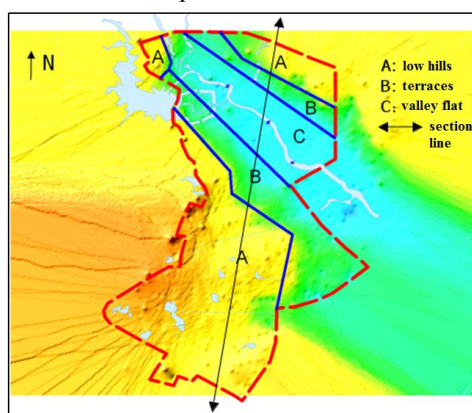 N
A
A
B
C
B
A
A: low hills
B: terraces
C: valley flat
section
line